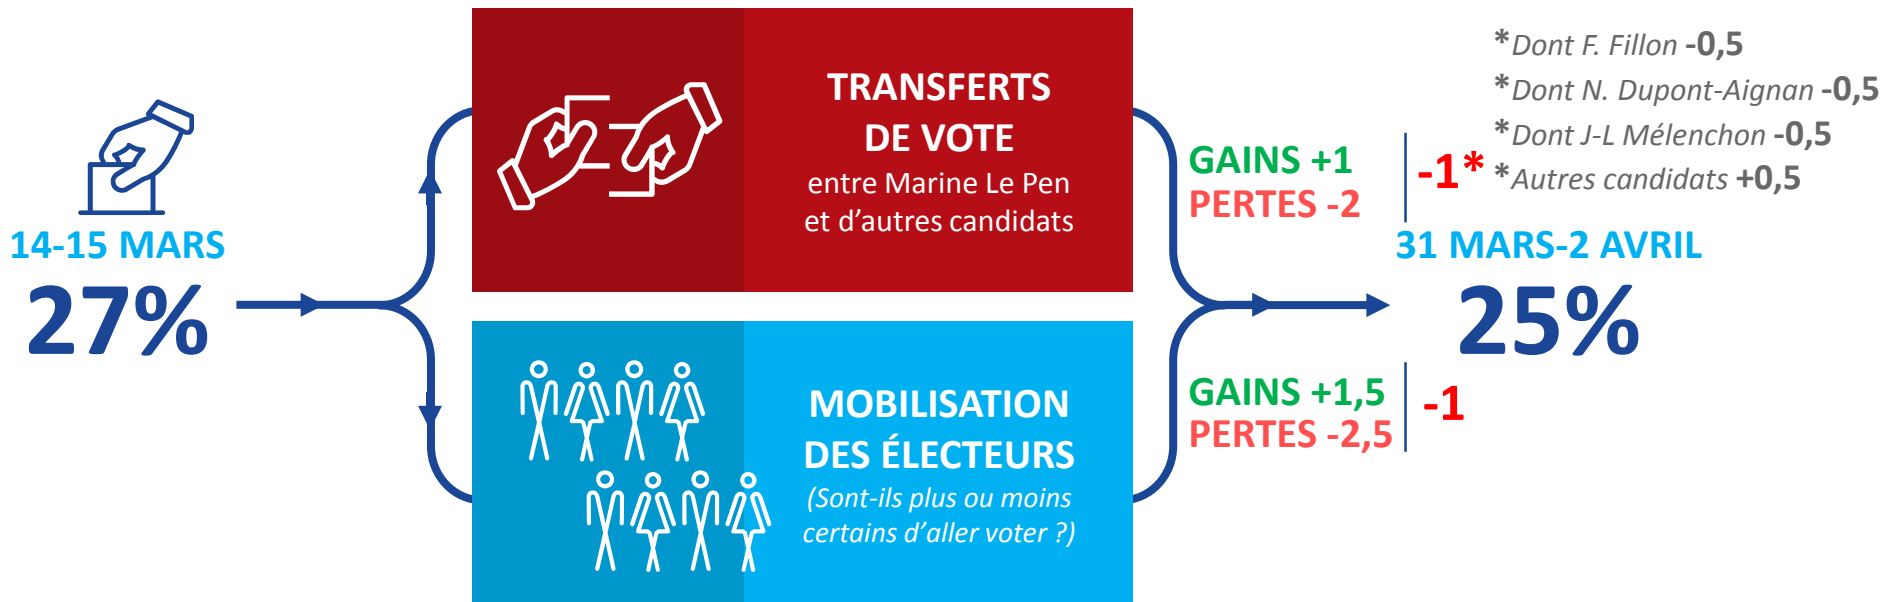 14-15 MARS
27%
TRANSFERTS
DE VOTE
entre Marine Le Pen
et d’autres candidats
MOBILISATION
DES ÉLECTEURS
(Sont-ils plus ou moins
certains d’aller voter ?)
GAINS +1
PERTES -2
-1*
*Dont F. Fillon -0,5
*Dont N. Dupont-Aignan -0,5
*Dont J-L Mélenchon -0,5
*Autres candidats +0,5
31 MARS-2 AVRIL
25%
GAINS +1,5
PERTES -2,5
-1